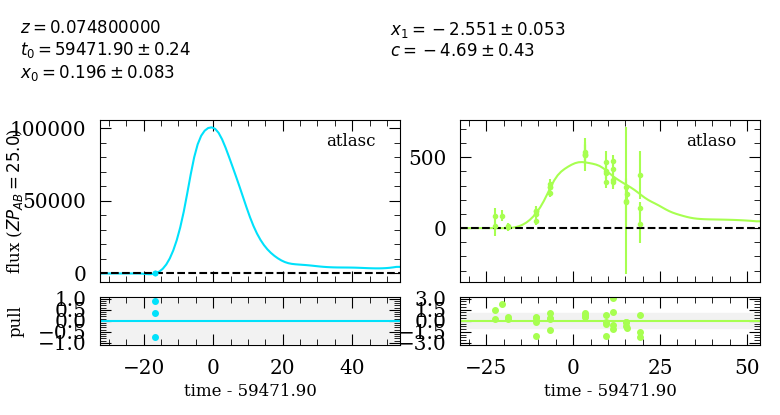 z = 0.074800000
t₀ = 59471.90 ± 0.24
x₀ = 0.196 ± 0.083
x₁ = −2.551 ± 0.053
c = −4.69 ± 0.43
flux (ZP_AB = 25.0)
100000
50000
0
atlasc
500
0
atlaso
pull
1.0
0.5
0.0
−0.5
−1.0
3.0
1.5
0.0
−1.5
−3.0
−20 0 20 40
−25 0 25 50
time - 59471.90
time - 59471.90